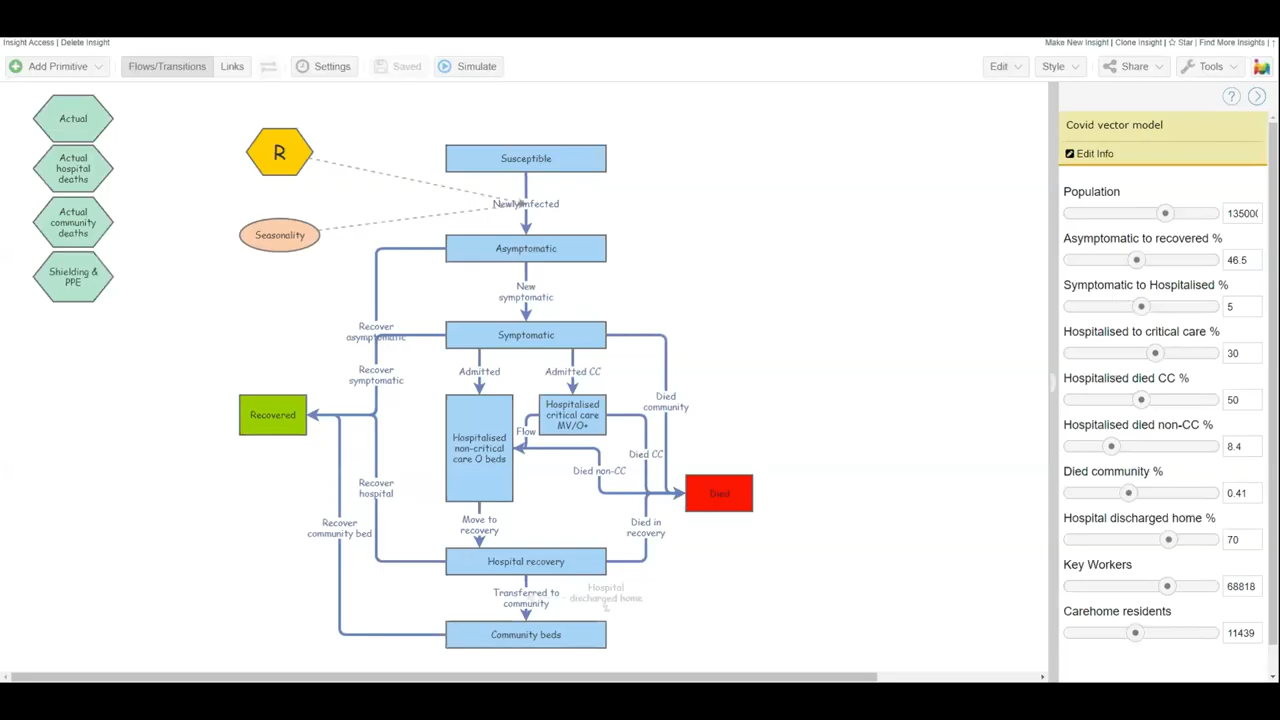 Insight Access | Delete Insight
Make New Insight | Clone Insight | ☆ Star | Find More Insights |
Add Primitive
Flows/Transitions
Links
Settings
Saved
Simulate
Edit
Style
Share
Tools
Actual
Actual
hospital
deaths
Actual
community
deaths
Shielding &
PPE
R
Seasonality
Susceptible
Newly infected
Asymptomatic
New
symptomatic
Symptomatic
Recover
asymptomatic
Recover
symptomatic
Admitted
Admitted CC
Died
community
Recovered
Hospitalised
non-critical
care O beds
Hospitalised
critical care
MV/O+
Flow
Died CC
Died non-CC
Died
Recover
hospital
Recover
community bed
Move to
recovery
Died in
recovery
Hospital recovery
Transferred to
community
Hospital
discharged home
%
Community beds
?
Covid vector model
Edit Info
Population
13500
Asymptomatic to recovered %
46.5
Symptomatic to Hospitalised %
5
Hospitalised to critical care %
30
Hospitalised died CC %
50
Hospitalised died non-CC %
8.4
Died community %
0.41
Hospital discharged home %
70
Key Workers
68818
Carehome residents
11439